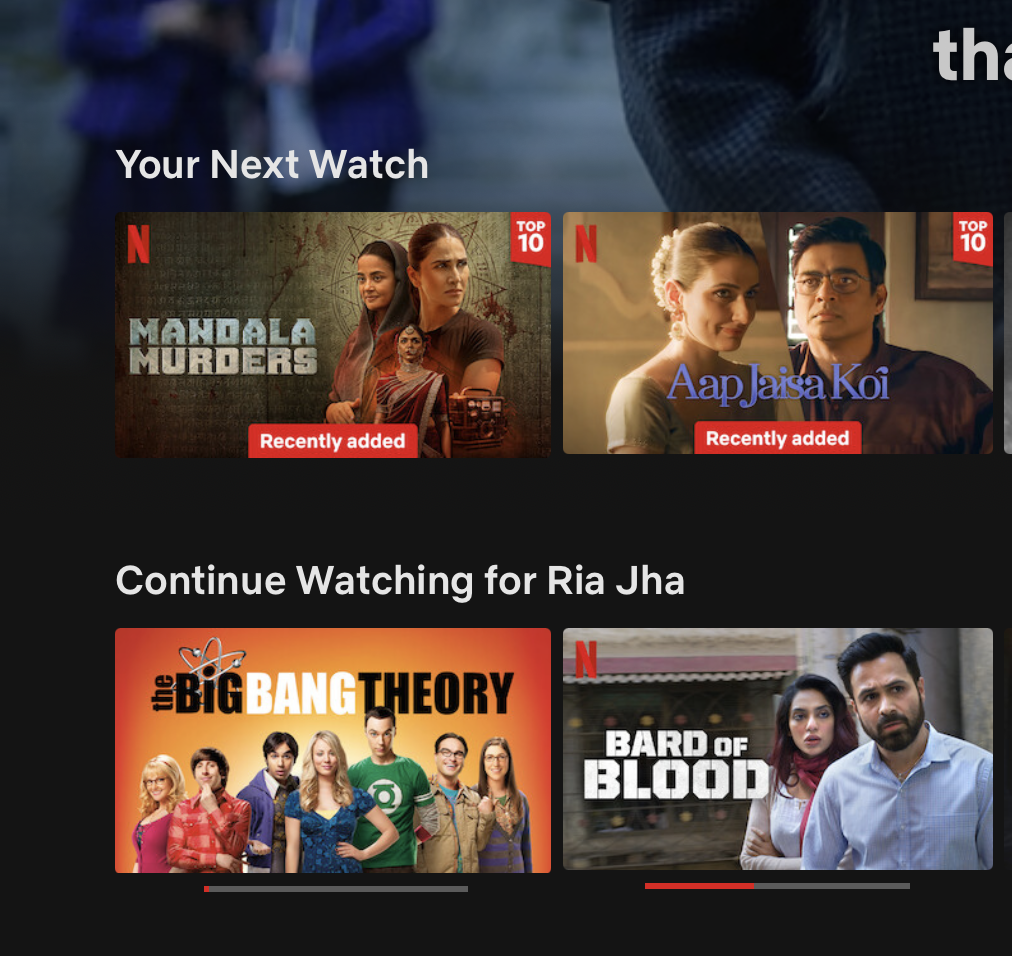 tha
Your Next Watch
N
TOP
10
MANDALA
MURDERS
Recently added
N
TOP
10
Aap Jaisa Koi
Recently added
Continue Watching for Ria Jha
the BIG BANG THEORY
N
BARD OF
BLOOD